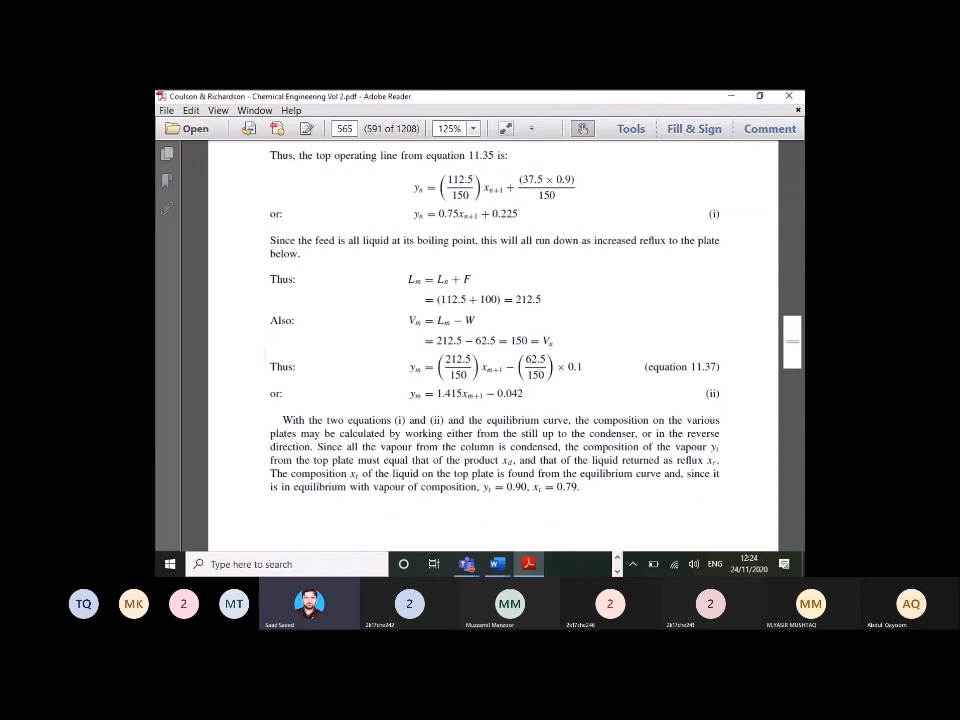 Coulson & Richardson - Chemical Engineering Vol 2.pdf - Adobe Reader
File Edit View Window Help
Open 565 (591 of 1208) 125% Tools Fill & Sign Comment
Thus, the top operating line from equation 11.35 is:
yₙ = (112.5/150) xₙ₊₁ + (37.5 × 0.9)/150
or: yₙ = 0.75xₙ₊₁ + 0.225 (i)
Since the feed is all liquid at its boiling point, this will all run down as increased reflux to the plate
below.
Thus: Lₘ = Lₙ + F
= (112.5 + 100) = 212.5
Also: Vₘ = Lₘ − W
= 212.5 − 62.5 = 150 = Vₙ
Thus: yₘ = (212.5/150) xₘ₊₁ − (62.5/150) × 0.1 (equation 11.37)
or: yₘ = 1.415xₘ₊₁ − 0.042 (ii)
With the two equations (i) and (ii) and the equilibrium curve, the composition on the various
plates may be calculated by working either from the still up to the condenser, or in the reverse
direction. Since all the vapour from the column is condensed, the composition of the vapour yₜ
from the top plate must equal that of the product x_d, and that of the liquid returned as reflux xᵣ.
The composition xₜ of the liquid on the top plate is found from the equilibrium curve and, since it
is in equilibrium with vapour of composition, yₜ = 0.90, xₜ = 0.79.
Type here to search
ENG
12:24
24/11/2020
TQ MK 2 MT 2 MM 2 2 MM AQ
Saad Saeed 2k17che242 Muzzamil Manzoor 2k17che246 2k17che241 M.YASIR MUSHTAQ Abdul Qayoom